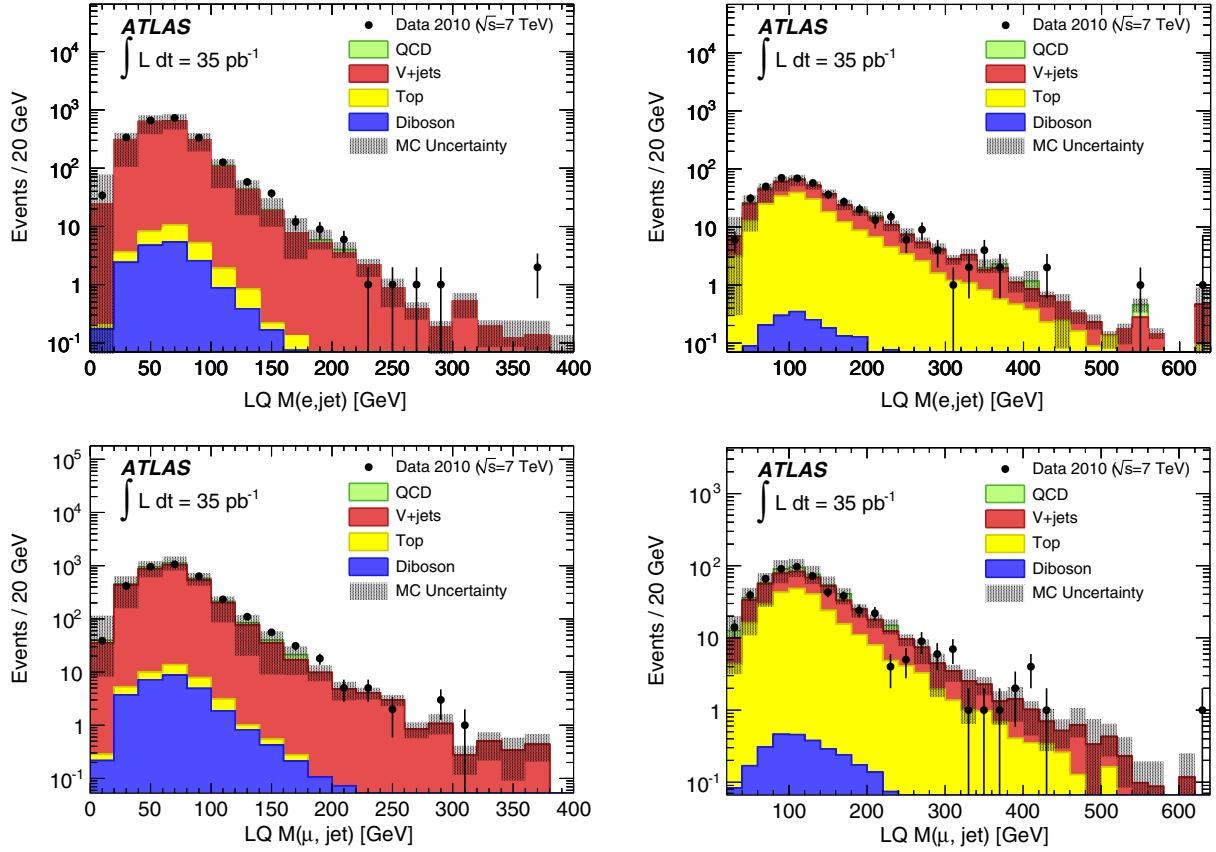 ATLAS
∫ L dt = 35 pb⁻¹
Data 2010 (√s=7 TeV)
QCD
V+jets
Top
Diboson
MC Uncertainty
Events / 20 GeV
10⁴
10³
10²
10
1
10⁻¹
0 50 100 150 200 250 300 350 400
LQ M(e,jet) [GeV]
ATLAS
∫ L dt = 35 pb⁻¹
Data 2010 (√s=7 TeV)
QCD
V+jets
Top
Diboson
MC Uncertainty
Events / 20 GeV
10⁴
10³
10²
10
1
10⁻¹
100 200 300 400 500 600
LQ M(e,jet) [GeV]
ATLAS
∫ L dt = 35 pb⁻¹
Data 2010 (√s=7 TeV)
QCD
V+jets
Top
Diboson
MC Uncertainty
Events / 20 GeV
10⁵
10⁴
10³
10²
10
1
10⁻¹
0 50 100 150 200 250 300 350 400
LQ M(μ, jet) [GeV]
ATLAS
∫ L dt = 35 pb⁻¹
Data 2010 (√s=7 TeV)
QCD
V+jets
Top
Diboson
MC Uncertainty
Events / 20 GeV
10³
10²
10
1
10⁻¹
100 200 300 400 500 600
LQ M(μ, jet) [GeV]